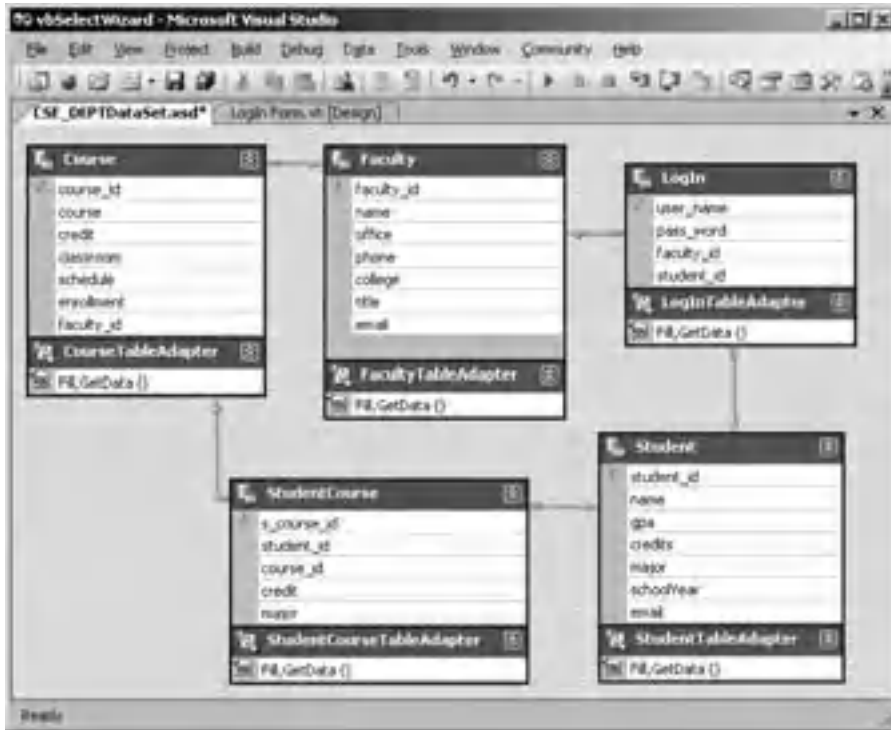 vbSelectWizard - Microsoft Visual Studio
File Edit View Project Build Debug Data Tools Window Community Help
CSE_DEPTDataSet.xsd* LogIn Form.vb [Design]
Course
course_id
course
credit
classroom
schedule
enrollment
faculty_id
CourseTableAdapter
Fill,GetData ()
Faculty
faculty_id
name
office
phone
college
title
email
FacultyTableAdapter
Fill,GetData ()
LogIn
user_name
pass_word
faculty_id
student_id
LogInTableAdapter
Fill,GetData ()
StudentCourse
s_course_id
student_id
course_id
credit
major
StudentCourseTableAdapter
Fill,GetData ()
Student
student_id
name
gpa
credits
major
schoolYear
email
StudentTableAdapter
Fill,GetData ()
Ready